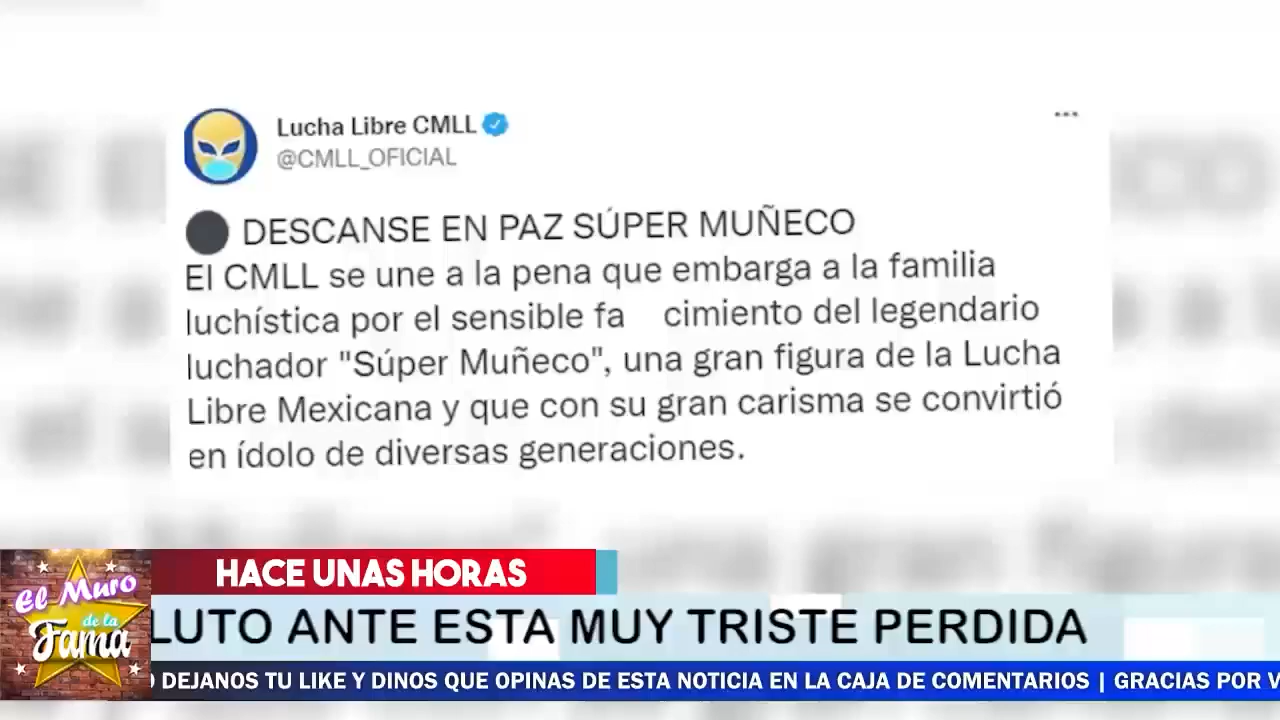 Lucha Libre CMLL
@CMLL_OFICIAL
DESCANSE EN PAZ SÚPER MUÑECO
El CMLL se une a la pena que embarga a la familia
luchística por el sensible fa cimiento del legendario
luchador "Súper Muñeco", una gran figura de la Lucha
Libre Mexicana y que con su gran carisma se convirtió
en ídolo de diversas generaciones.
HACE UNAS HORAS
LUTO ANTE ESTA MUY TRISTE PERDIDA
El Muro
de la
Fama
O DEJANOS TU LIKE Y DINOS QUE OPINAS DE ESTA NOTICIA EN LA CAJA DE COMENTARIOS | GRACIAS POR V